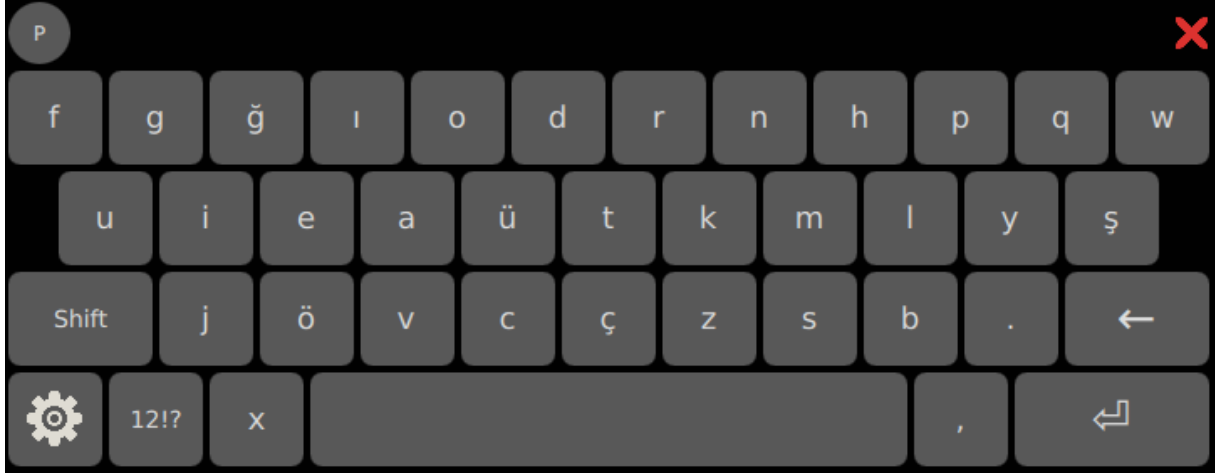 P
f g ğ ı o d r n h p q w
u i e a ü t k m l y ş
Shift j ö v c ç z s b . ←
12!? x , ⏎